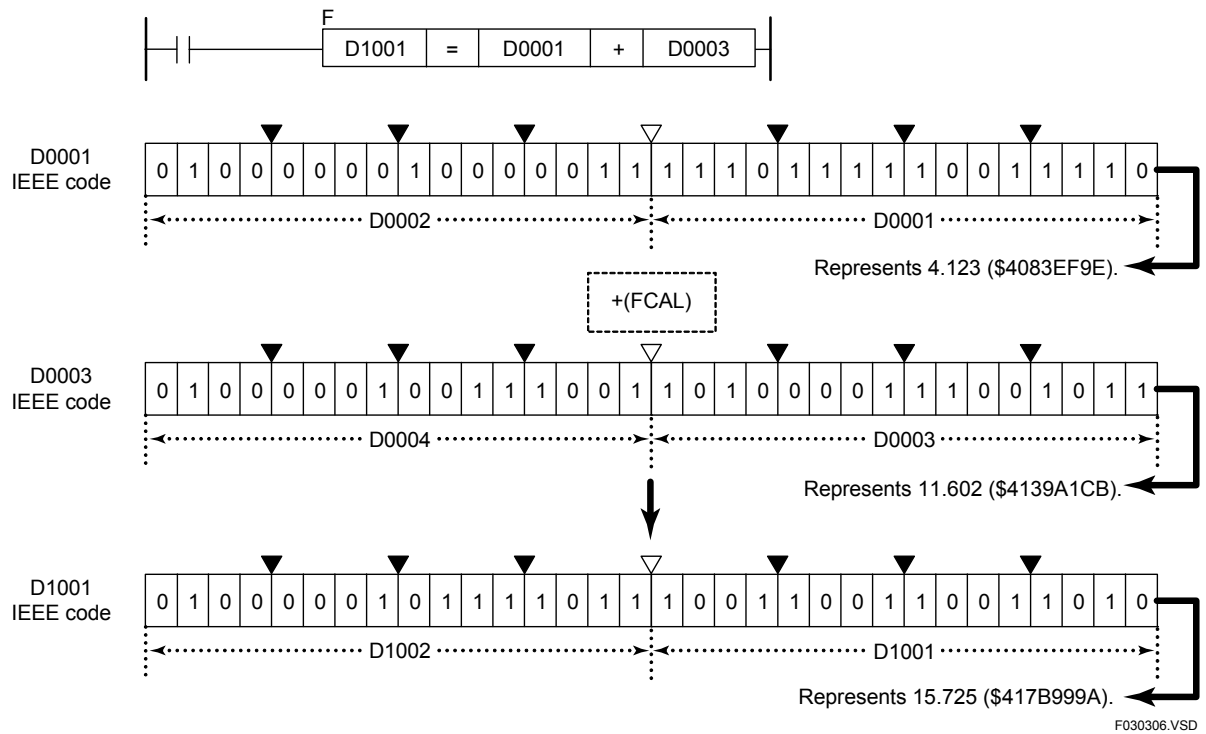 F
D1001 = D0001 + D0003
D0001
IEEE code
0 1 0 0 0 0 0 0 1 0 0 0 0 0 1 1 1 1 1 0 1 1 1 1 1 0 0 1 1 1 1 0
D0002 D0001
Represents 4.123 ($4083EF9E).
+(FCAL)
D0003
IEEE code
0 1 0 0 0 0 0 1 0 0 1 1 1 0 0 1 1 0 1 0 0 0 0 1 1 1 0 0 1 0 1 1
D0004 D0003
Represents 11.602 ($4139A1CB).
D1001
IEEE code
0 1 0 0 0 0 0 1 0 1 1 1 1 0 1 1 1 0 0 1 1 0 0 1 1 0 0 1 1 0 1 0
D1002 D1001
Represents 15.725 ($417B999A).
F030306.VSD